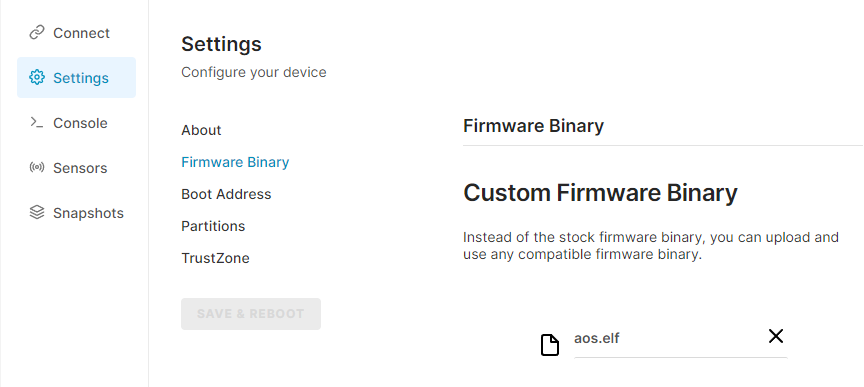 Connect
Settings
Console
Sensors
Snapshots
Settings
Configure your device
About
Firmware Binary
Boot Address
Partitions
TrustZone
SAVE & REBOOT
Firmware Binary
Custom Firmware Binary
Instead of the stock firmware binary, you can upload and
use any compatible firmware binary.
aos.elf